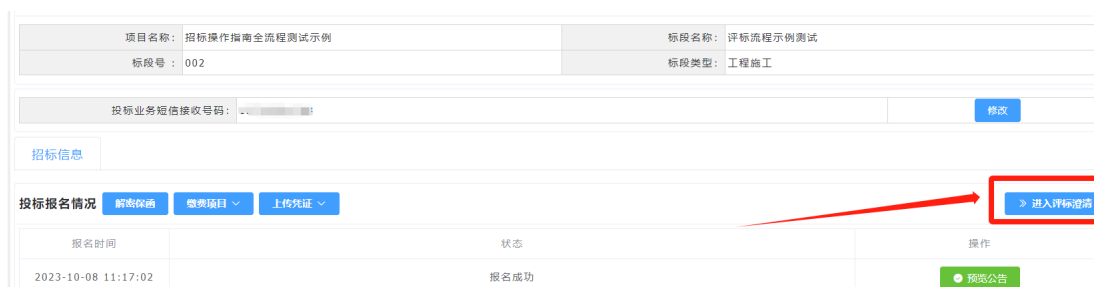 项目名称: 招标操作指南全流程测试示例 标段名称: 评标流程示例测试
标段号: 002 标段类型: 工程施工
投标业务短信接收号码: 修改
招标信息
投标报名情况 解密保函 缴费项目 上传凭证 进入评标澄清
报名时间 状态 操作
2023-10-08 11:17:02 报名成功 预览公告